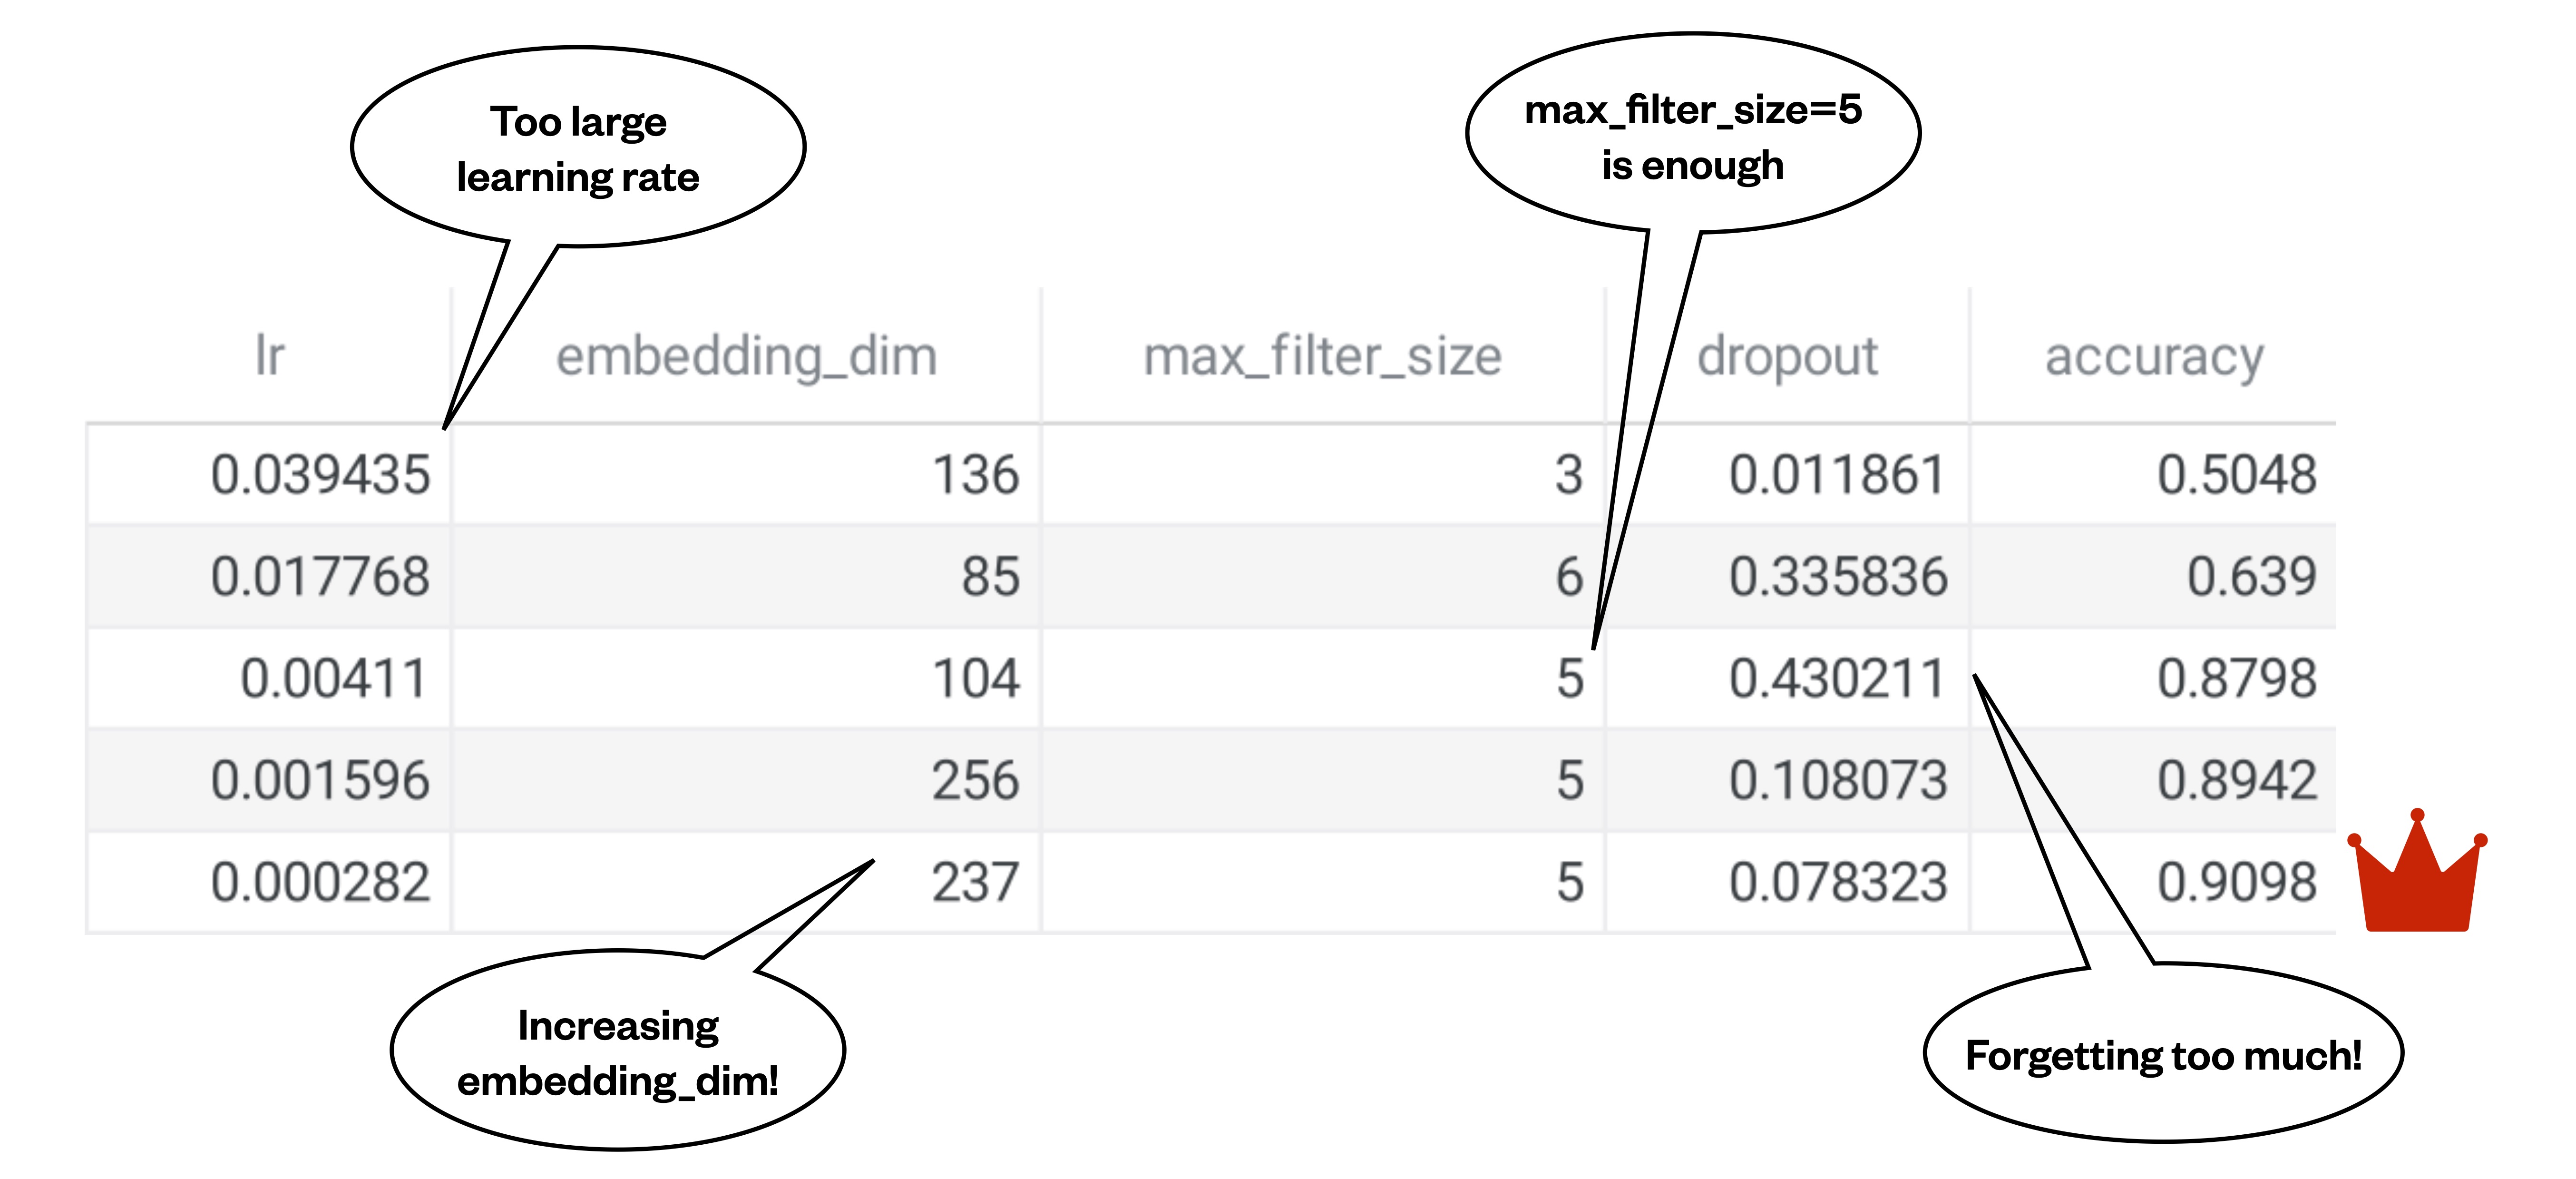 Too large
learning rate
max_filter_size=5
is enough
lr embedding_dim max_filter_size dropout accuracy
0.039435 136 3 0.011861 0.5048
0.017768 85 6 0.335836 0.639
0.00411 104 5 0.430211 0.8798
0.001596 256 5 0.108073 0.8942
0.000282 237 5 0.078323 0.9098
Increasing
embedding_dim!
Forgetting too much!